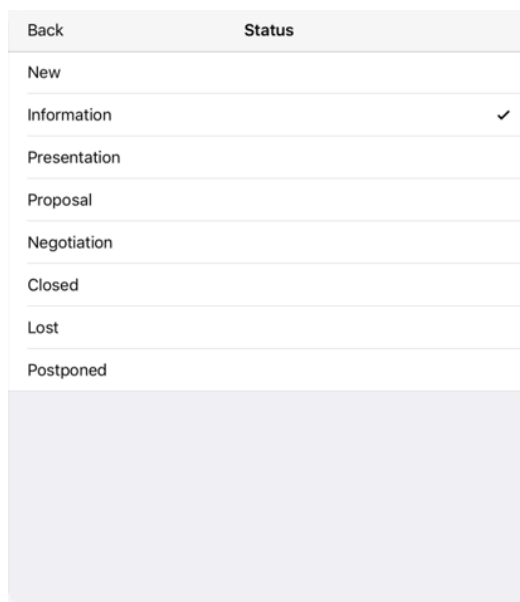 Back Status
New
Information
Presentation
Proposal
Negotiation
Closed
Lost
Postponed